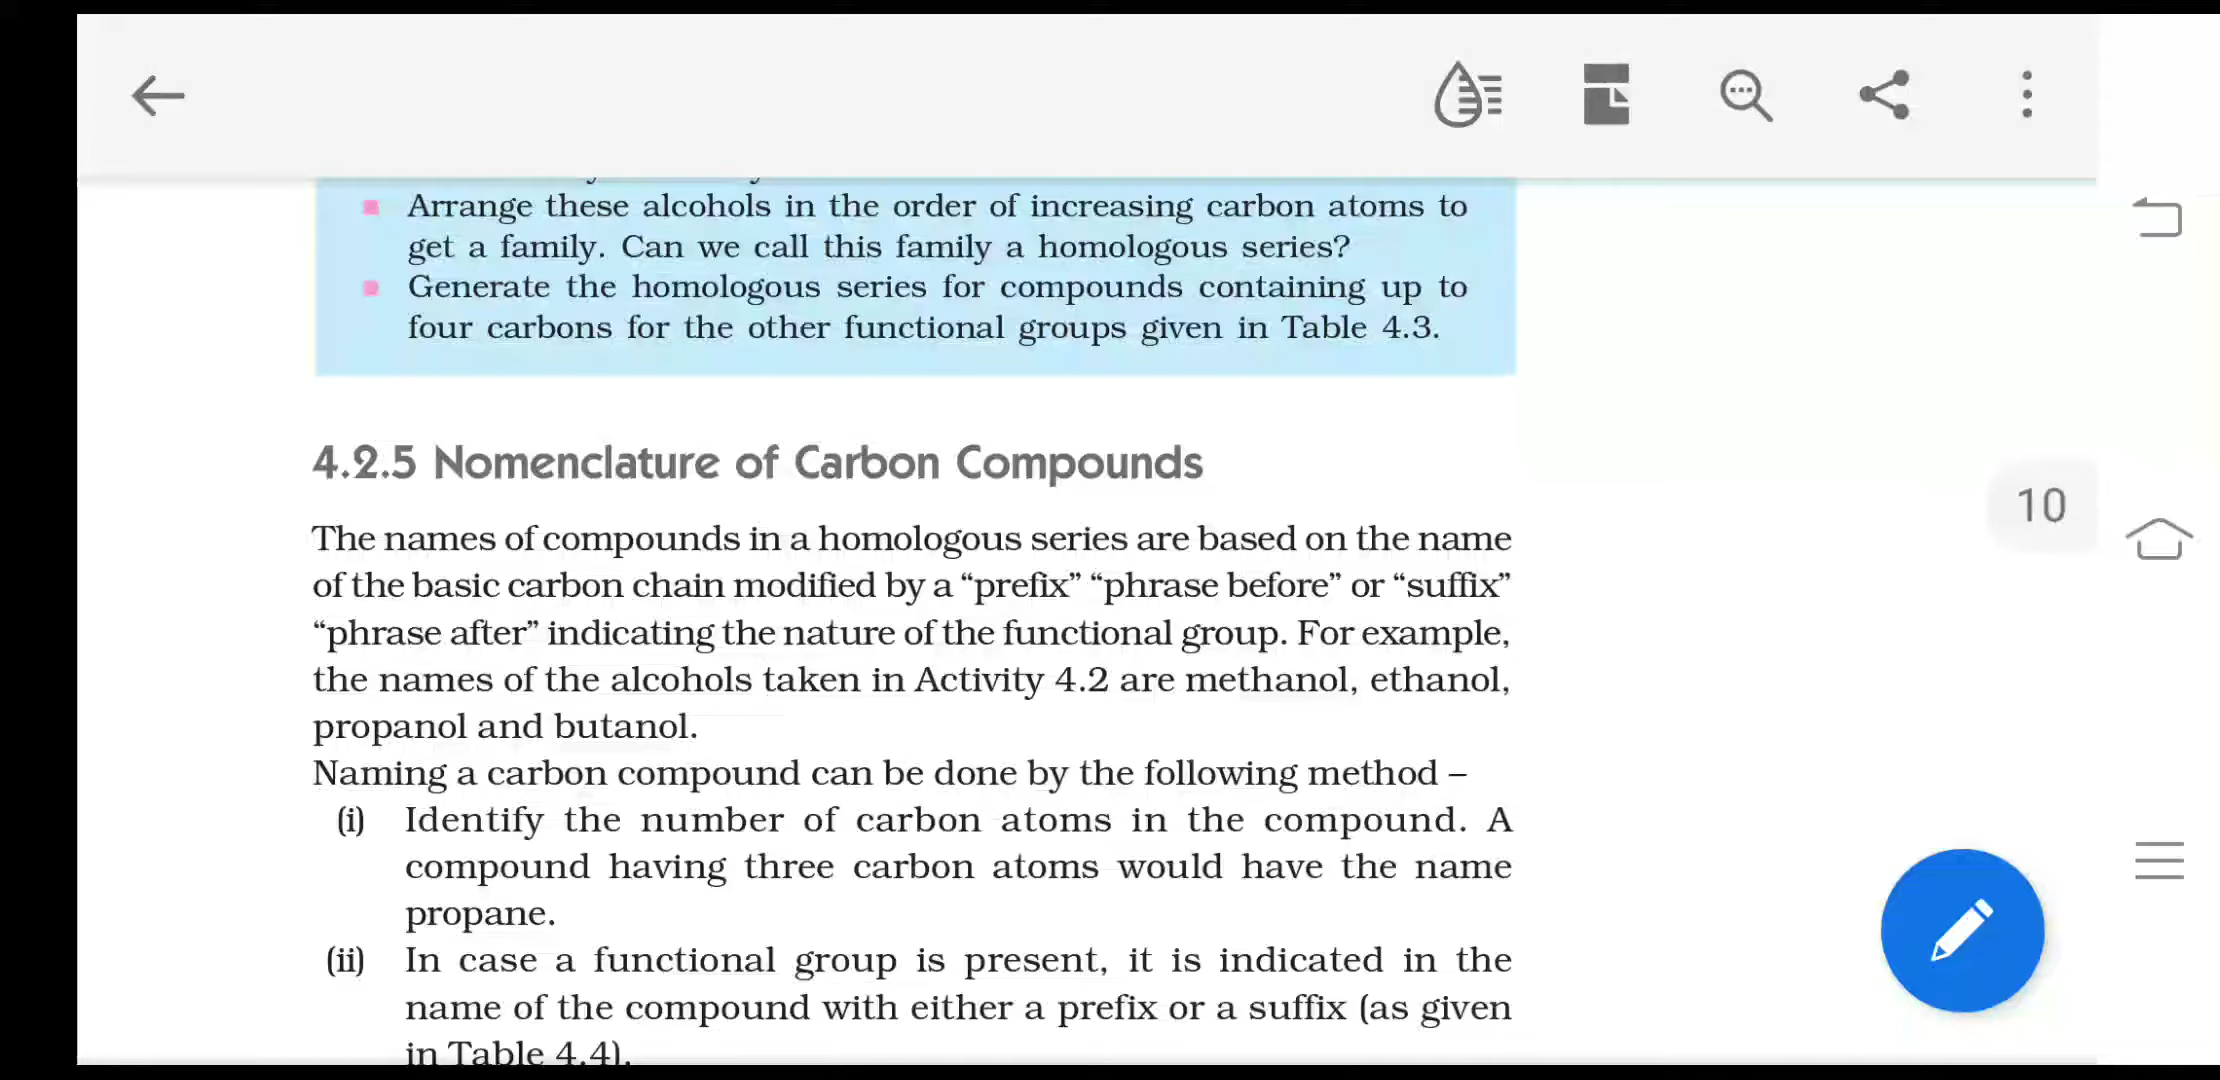 Arrange these alcohols in the order of increasing carbon atoms to
get a family. Can we call this family a homologous series?
Generate the homologous series for compounds containing up to
four carbons for the other functional groups given in Table 4.3.
4.2.5 Nomenclature of Carbon Compounds
10
The names of compounds in a homologous series are based on the name
of the basic carbon chain modified by a “prefix” “phrase before” or “suffix”
“phrase after” indicating the nature of the functional group. For example,
the names of the alcohols taken in Activity 4.2 are methanol, ethanol,
propanol and butanol.
Naming a carbon compound can be done by the following method –
(i) Identify the number of carbon atoms in the compound. A
compound having three carbon atoms would have the name
propane.
(ii) In case a functional group is present, it is indicated in the
name of the compound with either a prefix or a suffix (as given
in Table 4.4).